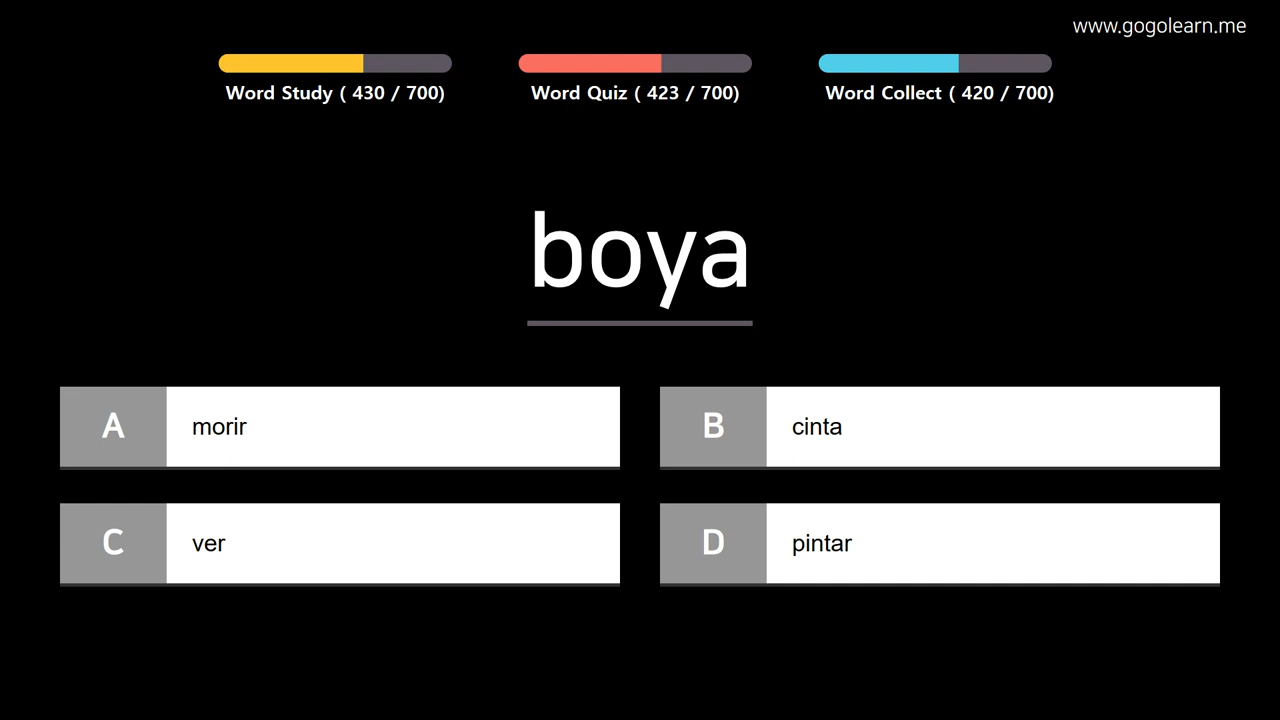 www.gogolearn.me
Word Study ( 430 / 700)
Word Quiz ( 423 / 700)
Word Collect ( 420 / 700)
boya
A morir
B cinta
C ver
D pintar